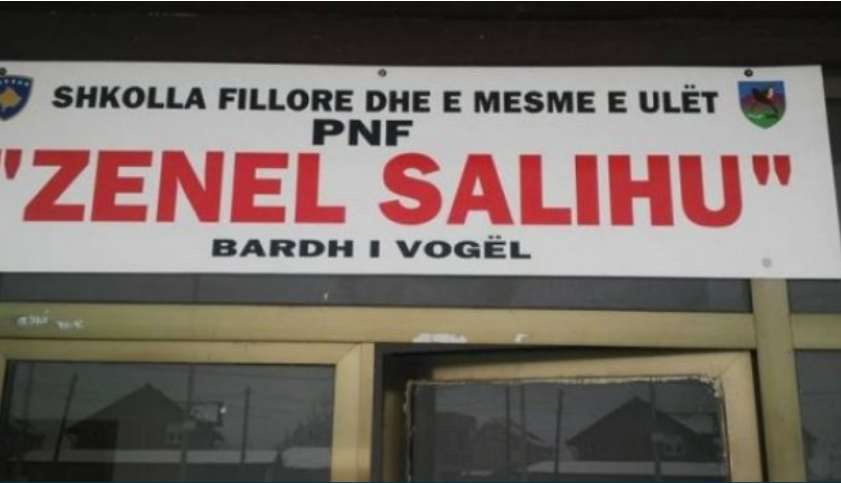 SHKOLLA FILLORE DHE E MESME E ULËT
PNF
"ZENEL SALIHU"
BARDH I VOGËL